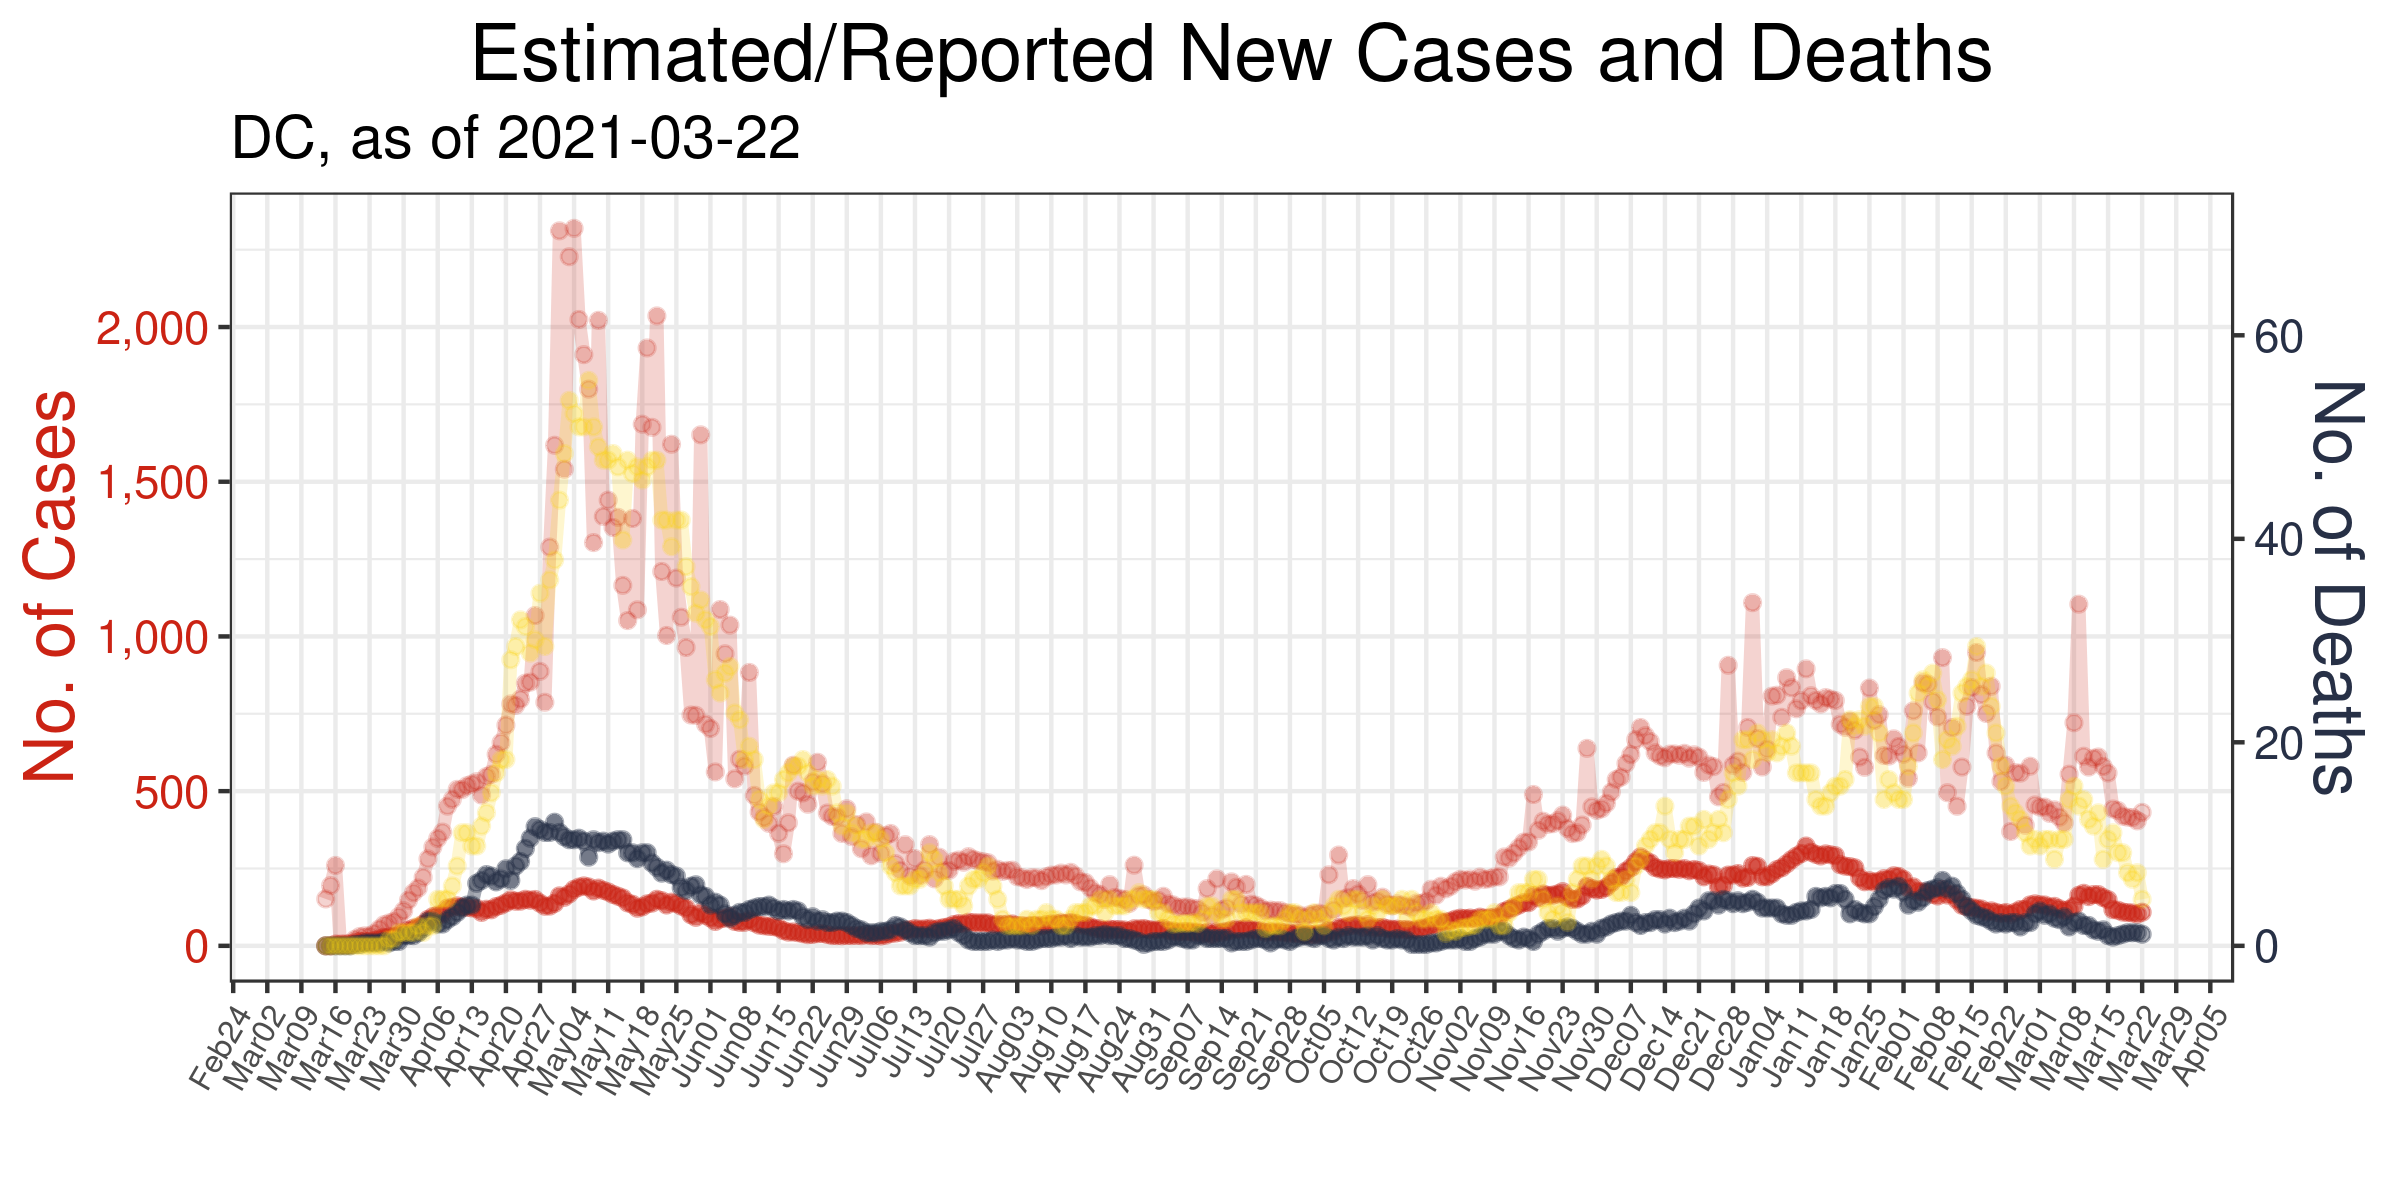 Estimated/Reported New Cases and Deaths
DC, as of 2021-03-22
No. of Cases
2,000
1,500
1,000
500
0
60
40
20
0
No. of Deaths
Feb24
Mar02
Mar09
Mar16
Mar23
Mar30
Apr06
Apr13
Apr20
Apr27
May04
May11
May18
May25
Jun01
Jun08
Jun15
Jun22
Jun29
Jul06
Jul13
Jul20
Jul27
Aug03
Aug10
Aug17
Aug24
Aug31
Sep07
Sep14
Sep21
Sep28
Oct05
Oct12
Oct19
Oct26
Nov02
Nov09
Nov16
Nov23
Nov30
Dec07
Dec14
Dec21
Dec28
Jan04
Jan11
Jan18
Jan25
Feb01
Feb08
Feb15
Feb22
Mar01
Mar08
Mar15
Mar22
Mar29
Apr05